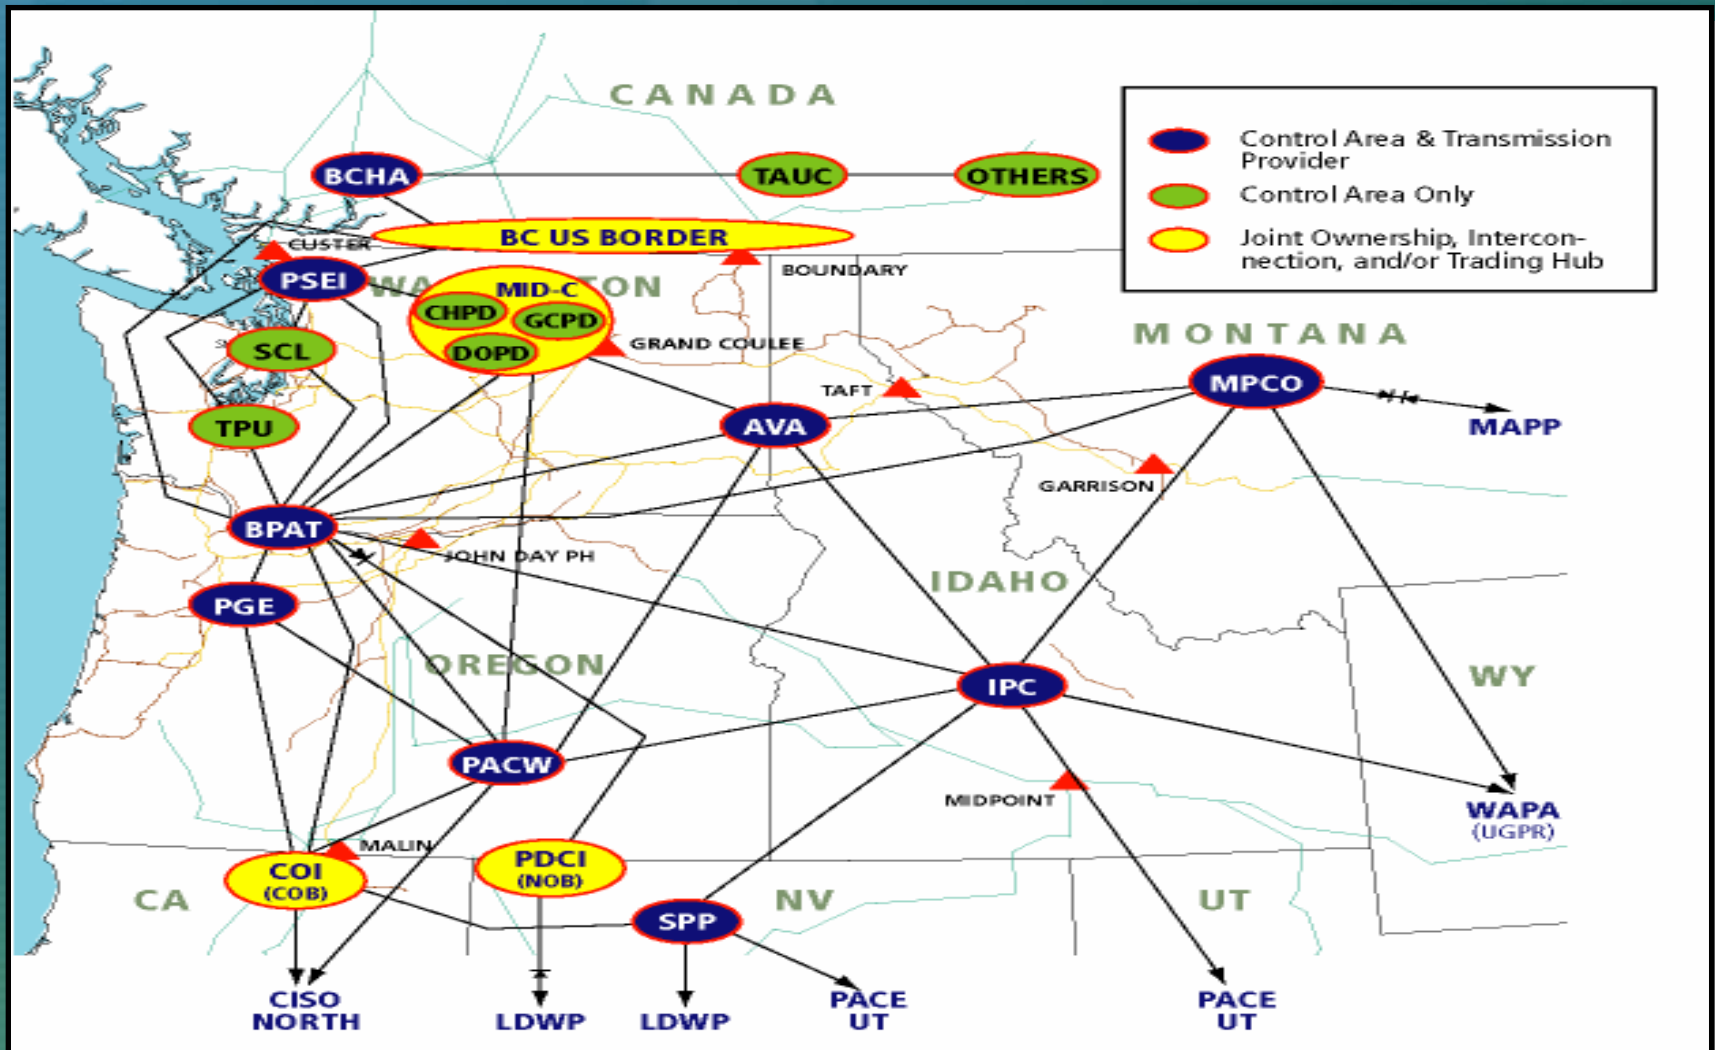 CANADA
Control Area & Transmission
Provider
Control Area Only
Joint Ownership, Intercon-
nection, and/or Trading Hub
BCHA
TAUC
OTHERS
BC US BORDER
CUSTER
BOUNDARY
PSEI
WA TON
MID-C
CHPD
GCPD
DOPD
SCL
GRAND COULEE
MONTANA
TAFT
MPCO
MAPP
TPU
AVA
GARRISON
BPAT
JOHN DAY PH
IDAHO
PGE
OREGON
IPC
WY
PACW
MIDPOINT
WAPA
(UGPR)
MALIN
COI
(COB)
PDCI
(NOB)
CA
SPP
NV
UT
CISO
NORTH
LDWP
LDWP
PACE
UT
PACE
UT